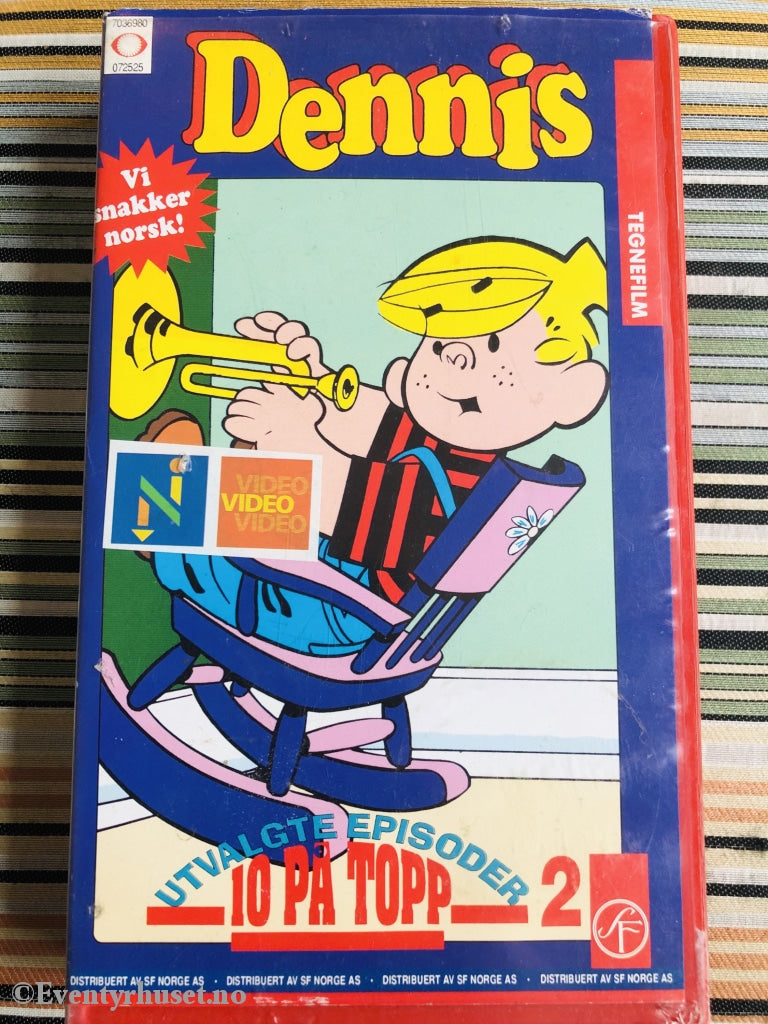 7036980
072525
Dennis
Vi
snakker
norsk!
TEGNEFILM
VIDEO
VIDEO
VIDEO
UTVALGTE EPISODER
10 PÅ TOPP 2
SF
DISTRIBUERT AV SF NORGE AS · DISTRIBUERT AV SF NORGE AS · DISTRIBUERT AV SF NORGE AS · DISTRIBUERT AV SF NORGE AS
©Eventyrhuset.no